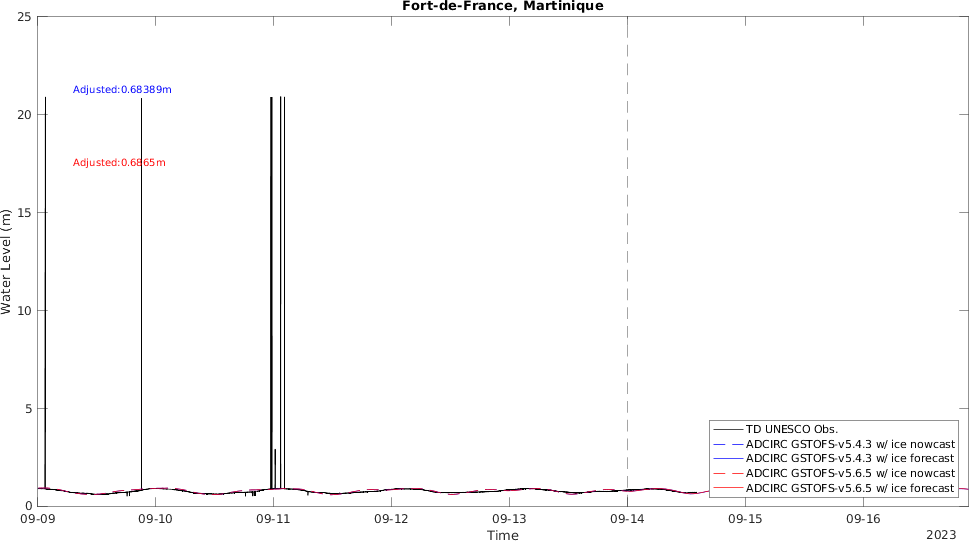 Fort-de-France, Martinique
25
20
15
10
5
0
Water Level (m)
Adjusted:0.68389m
Adjusted:0.6865m
TD UNESCO Obs.
ADCIRC GSTOFS-v5.4.3 w/ ice nowcast
ADCIRC GSTOFS-v5.4.3 w/ ice forecast
ADCIRC GSTOFS-v5.6.5 w/ ice nowcast
ADCIRC GSTOFS-v5.6.5 w/ ice forecast
09-09 09-10 09-11 09-12 09-13 09-14 09-15 09-16
Time
2023